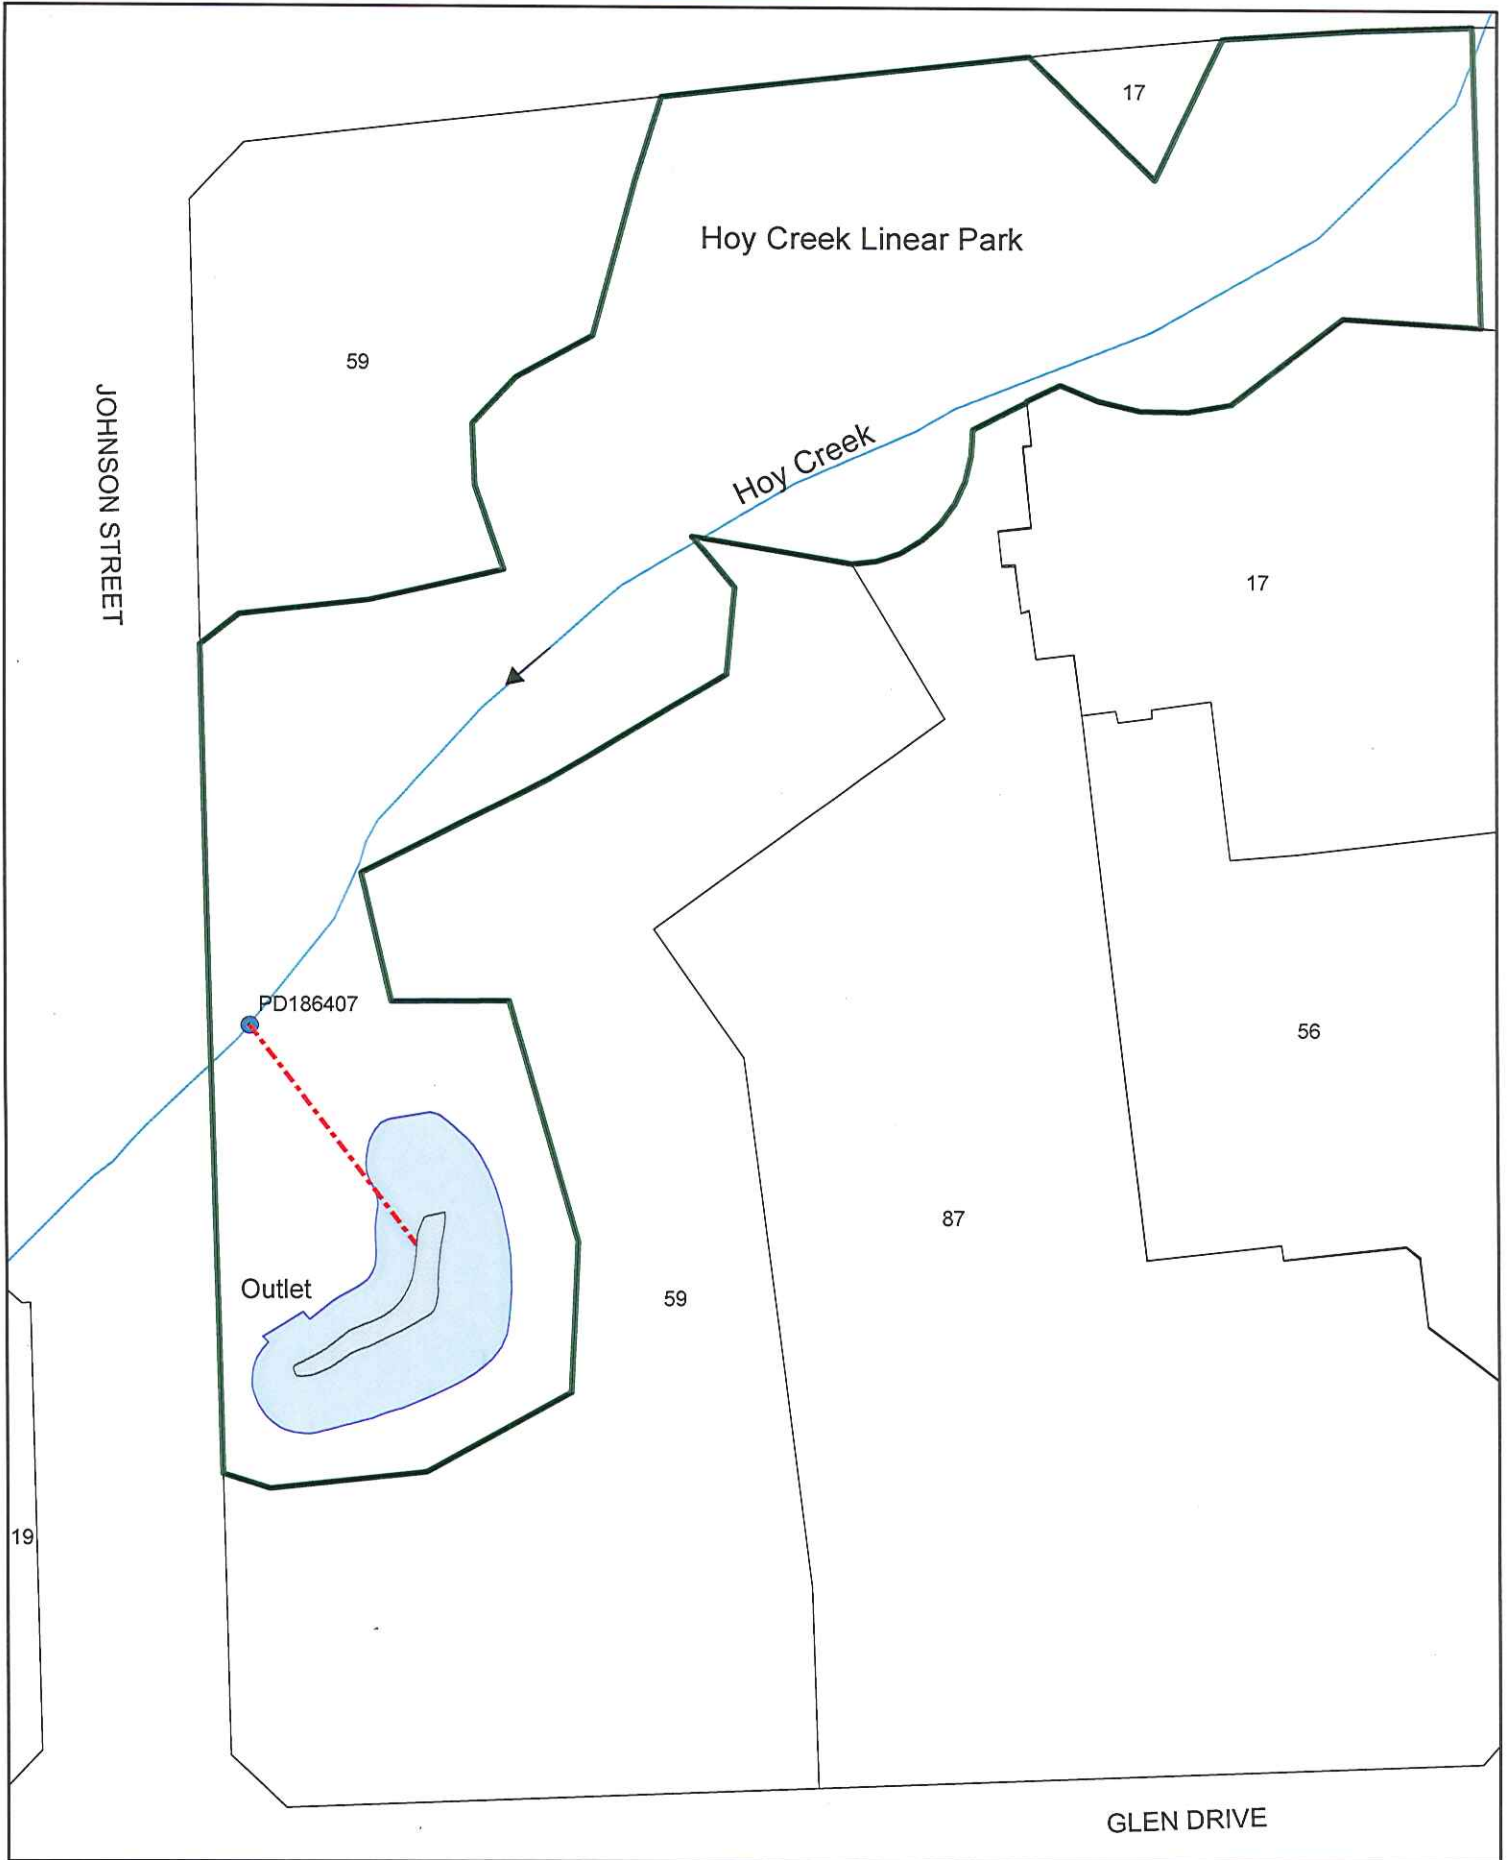 17
Hoy Creek Linear Park
59
JOHNSON STREET
Hoy Creek
17
PD186407
56
87
Outlet
59
19
GLEN DRIVE